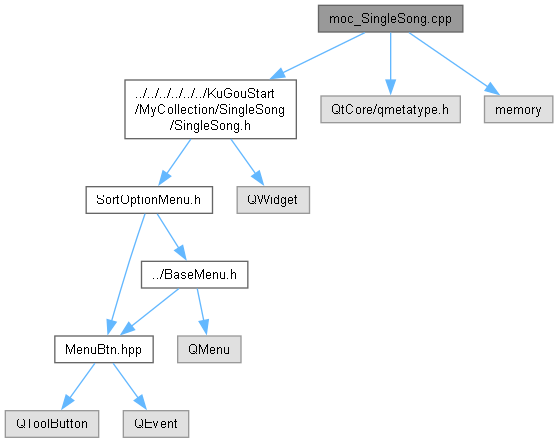 moc_SingleSong.cpp
../../../../../../KuGouStart
/MyCollection/SingleSong
/SingleSong.h
QtCore/qmetatype.h
memory
SortOptionMenu.h
QWidget
../BaseMenu.h
MenuBtn.hpp
QMenu
QToolButton
QEvent